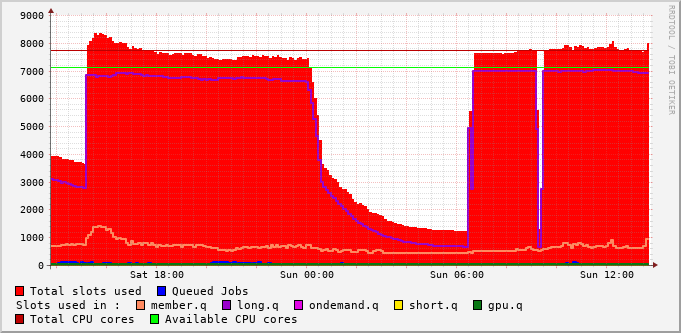 9000
8000
7000
6000
5000
4000
3000
2000
1000
0
Sat 18:00 Sun 00:00 Sun 06:00 Sun 12:00
RRDTOOL / TOBI OETIKER
Total slots used Queued Jobs
Slots used in : member.q long.q ondemand.q short.q gpu.q
Total CPU cores Available CPU cores